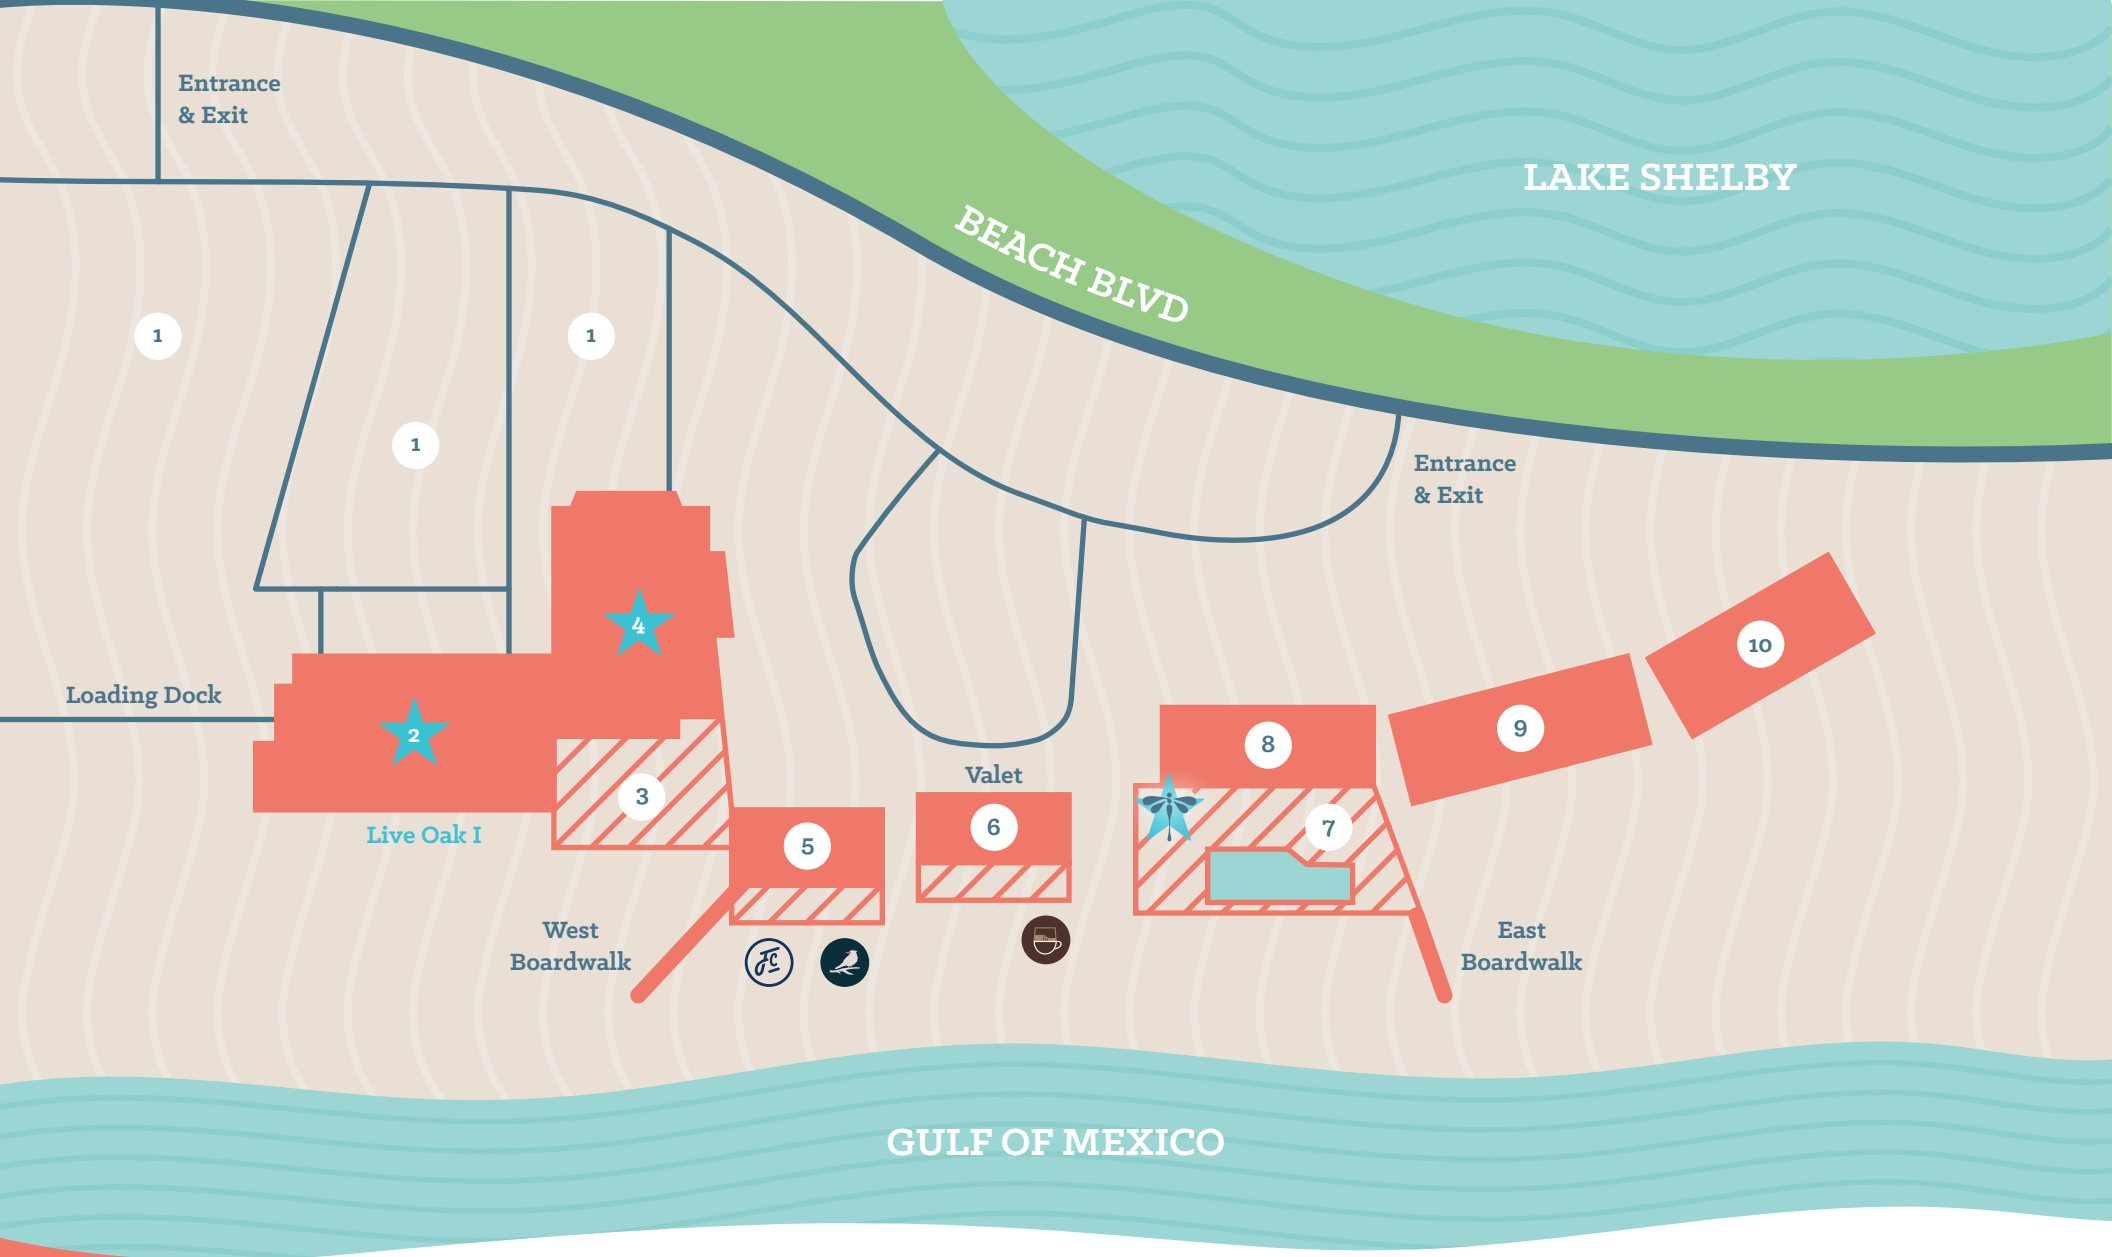 Entrance
& Exit
LAKE SHELBY
BEACH BLVD
1
1
1
Entrance
& Exit
4
10
Loading Dock
2
9
8
Valet
3
6
7
5
Live Oak I
West
Boardwalk
East
Boardwalk
FC
GULF OF MEXICO